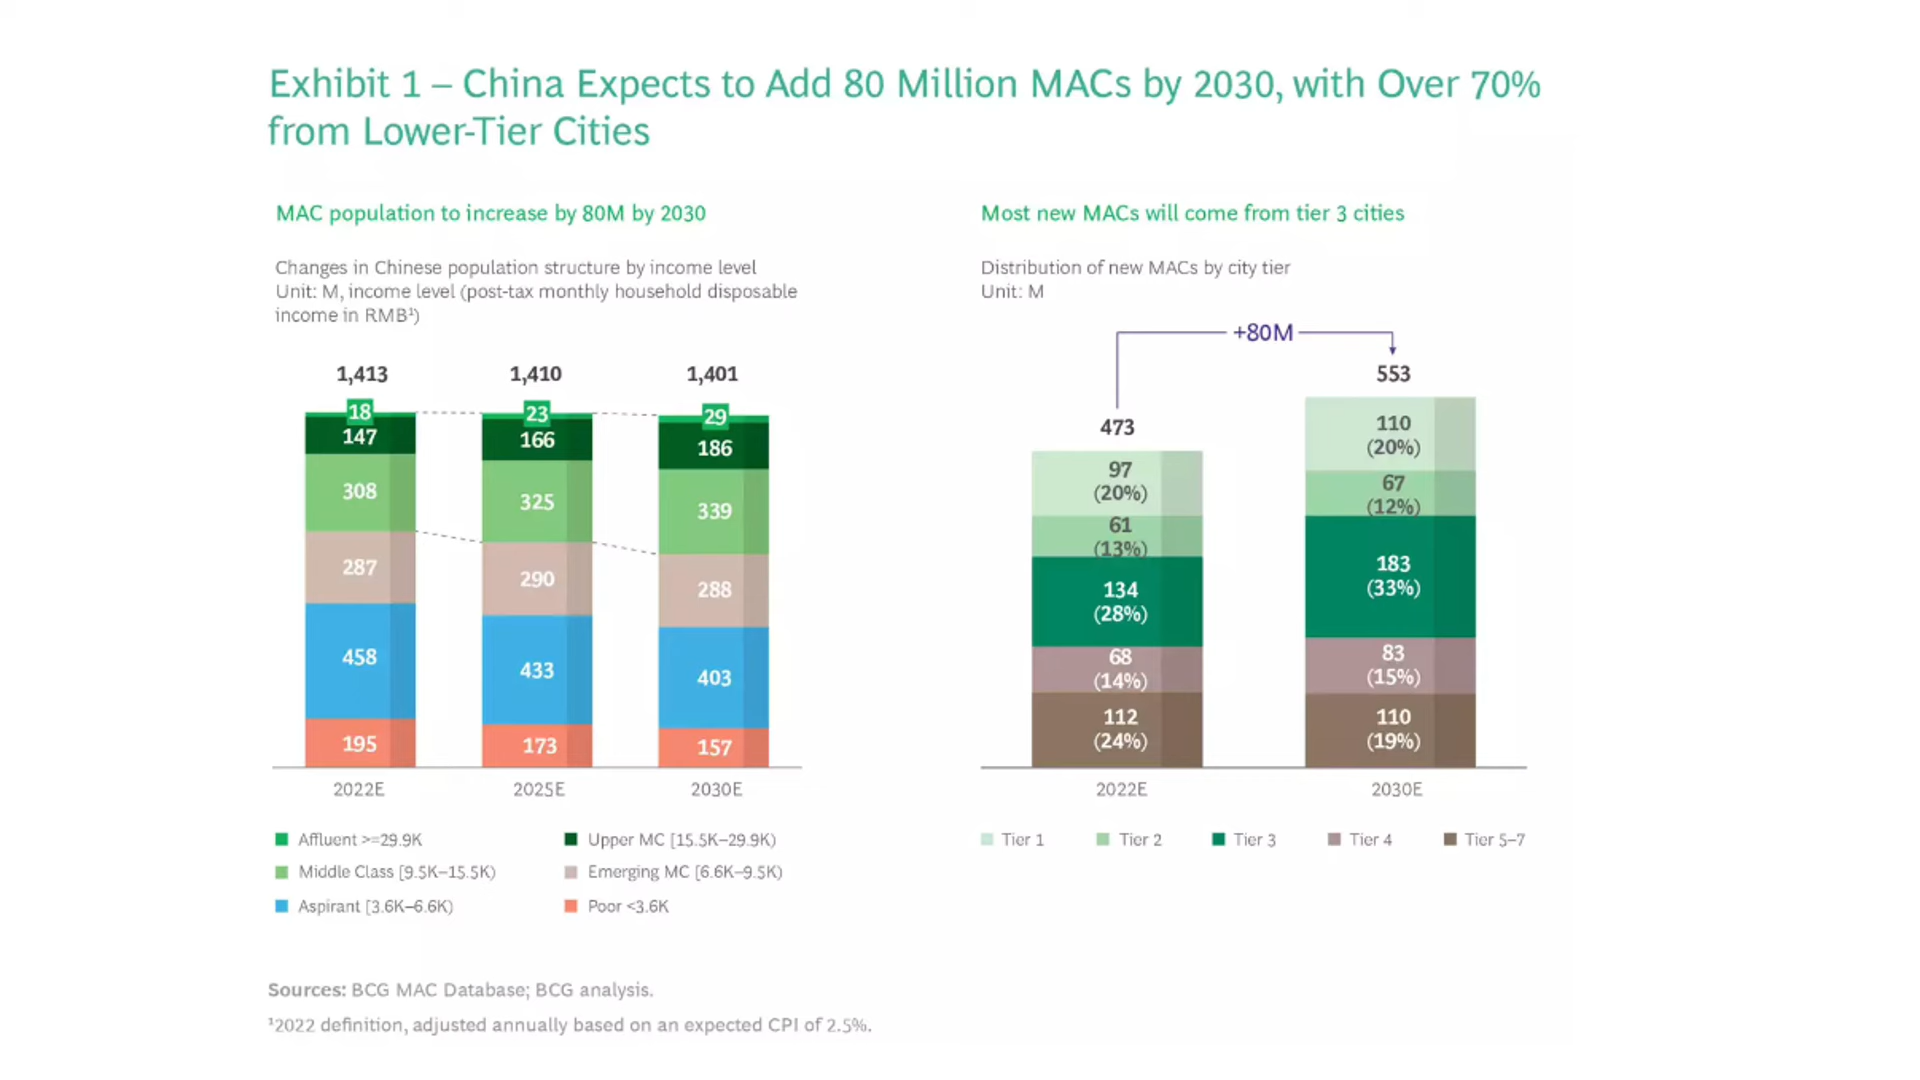 Exhibit 1 – China Expects to Add 80 Million MACs by 2030, with Over 70%
from Lower-Tier Cities
MAC population to increase by 80M by 2030
Changes in Chinese population structure by income level
Unit: M, income level (post-tax monthly household disposable
income in RMB¹)
1,413
1,410
1,401
18
23
29
147
166
186
308
325
339
287
290
288
458
433
403
195
173
157
2022E
2025E
2030E
Affluent >=29.9K
Upper MC [15.5K–29.9K)
Middle Class [9.5K–15.5K)
Emerging MC [6.6K–9.5K)
Aspirant [3.6K–6.6K)
Poor <3.6K
Most new MACs will come from tier 3 cities
Distribution of new MACs by city tier
Unit: M
+80M
473
553
97
(20%)
61
(13%)
134
(28%)
68
(14%)
112
(24%)
110
(20%)
67
(12%)
183
(33%)
83
(15%)
110
(19%)
2022E
2030E
Tier 1
Tier 2
Tier 3
Tier 4
Tier 5–7
Sources: BCG MAC Database; BCG analysis.
¹2022 definition, adjusted annually based on an expected CPI of 2.5%.